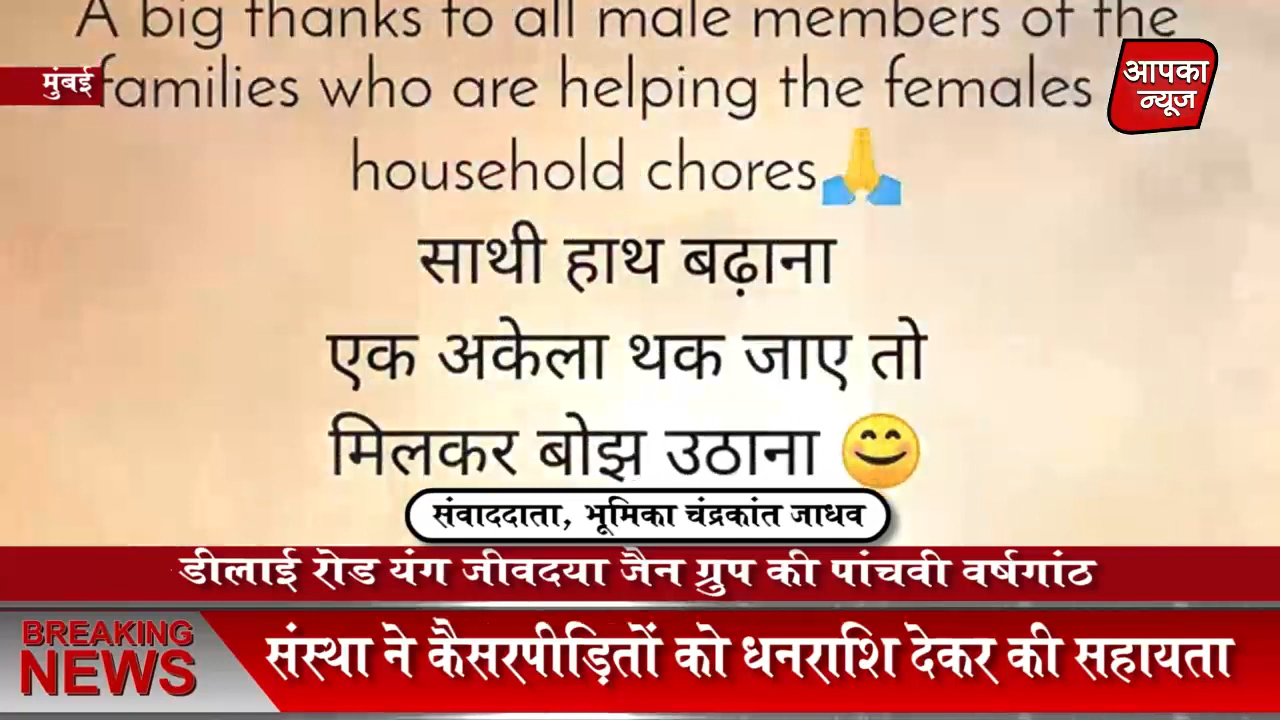 A big thanks to all male members of the
मुंबई
families who are helping the females
आपका
न्यूज
household chores🙏
साथी हाथ बढ़ाना
एक अकेला थक जाए तो
मिलकर बोझ उठाना 😊
संवाददाता, भूमिका चंद्रकांत जाधव
डीलाई रोड यंग जीवदया जैन ग्रुप की पांचवी वर्षगांठ
BREAKING
NEWS
संस्था ने कैसरपीड़ितों को धनराशि देकर की सहायता